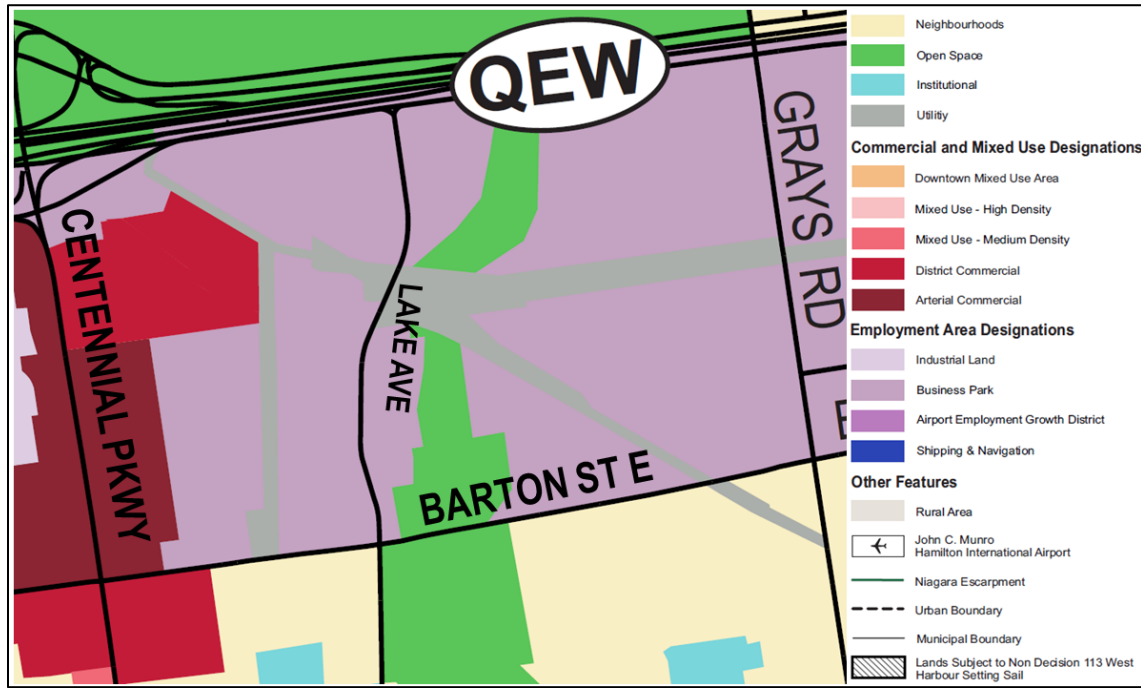 QEW
GRAYS RD
CENTENNIAL PKWY
LAKE AVE
BARTON ST E
Neighbourhoods
Open Space
Institutional
Utilitiy
Commercial and Mixed Use Designations
Downtown Mixed Use Area
Mixed Use - High Density
Mixed Use - Medium Density
District Commercial
Arterial Commercial
Employment Area Designations
Industrial Land
Business Park
Airport Employment Growth District
Shipping & Navigation
Other Features
Rural Area
John C. Munro
Hamilton International Airport
Niagara Escarpment
Urban Boundary
Municipal Boundary
Lands Subject to Non Decision 113 West
Harbour Setting Sail